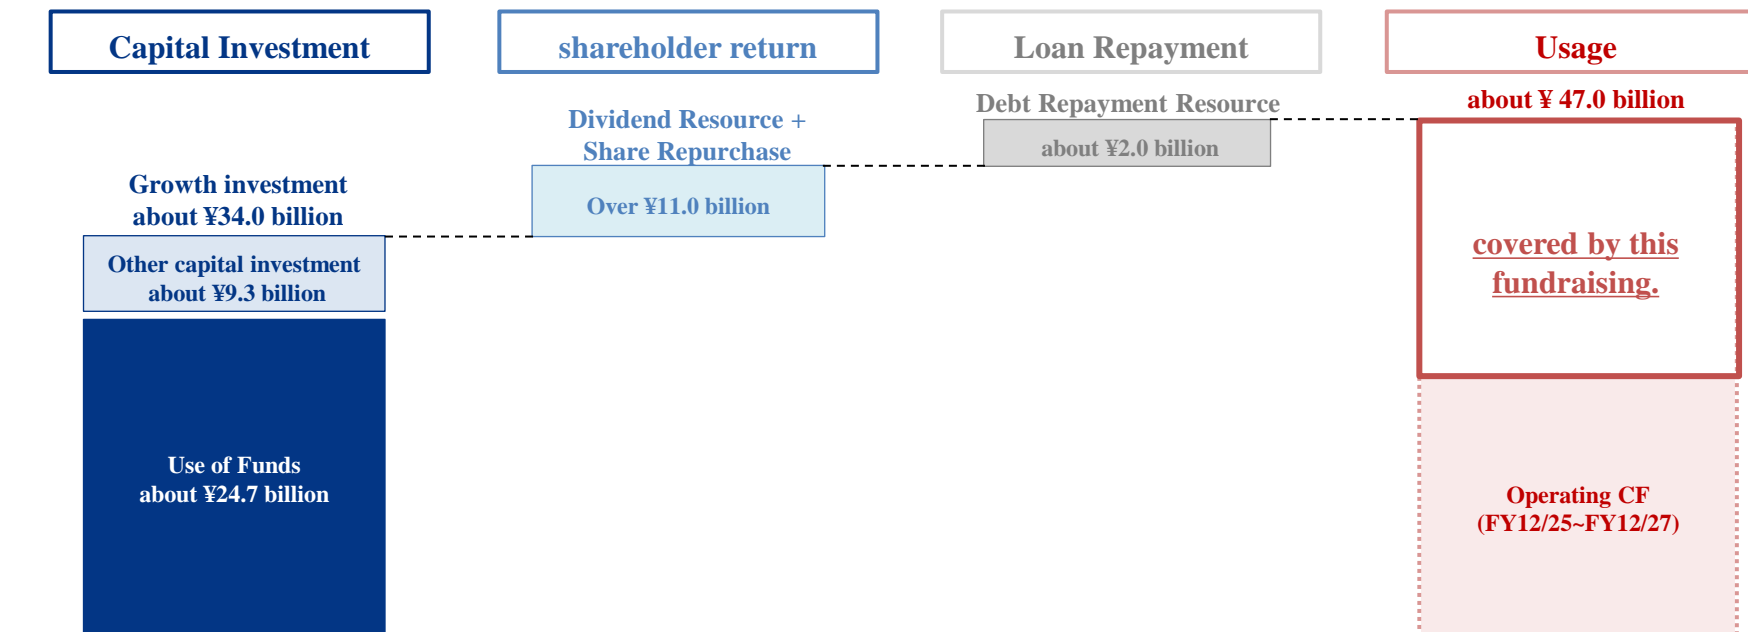 Capital Investment
shareholder return
Loan Repayment
Usage
Growth investment
about ¥34.0 billion
Other capital investment
about ¥9.3 billion
Use of Funds
about ¥24.7 billion
Dividend Resource +
Share Repurchase
Over ¥11.0 billion
Debt Repayment Resource
about ¥2.0 billion
about ¥ 47.0 billion
covered by this
fundraising.
Operating CF
(FY12/25~FY12/27)